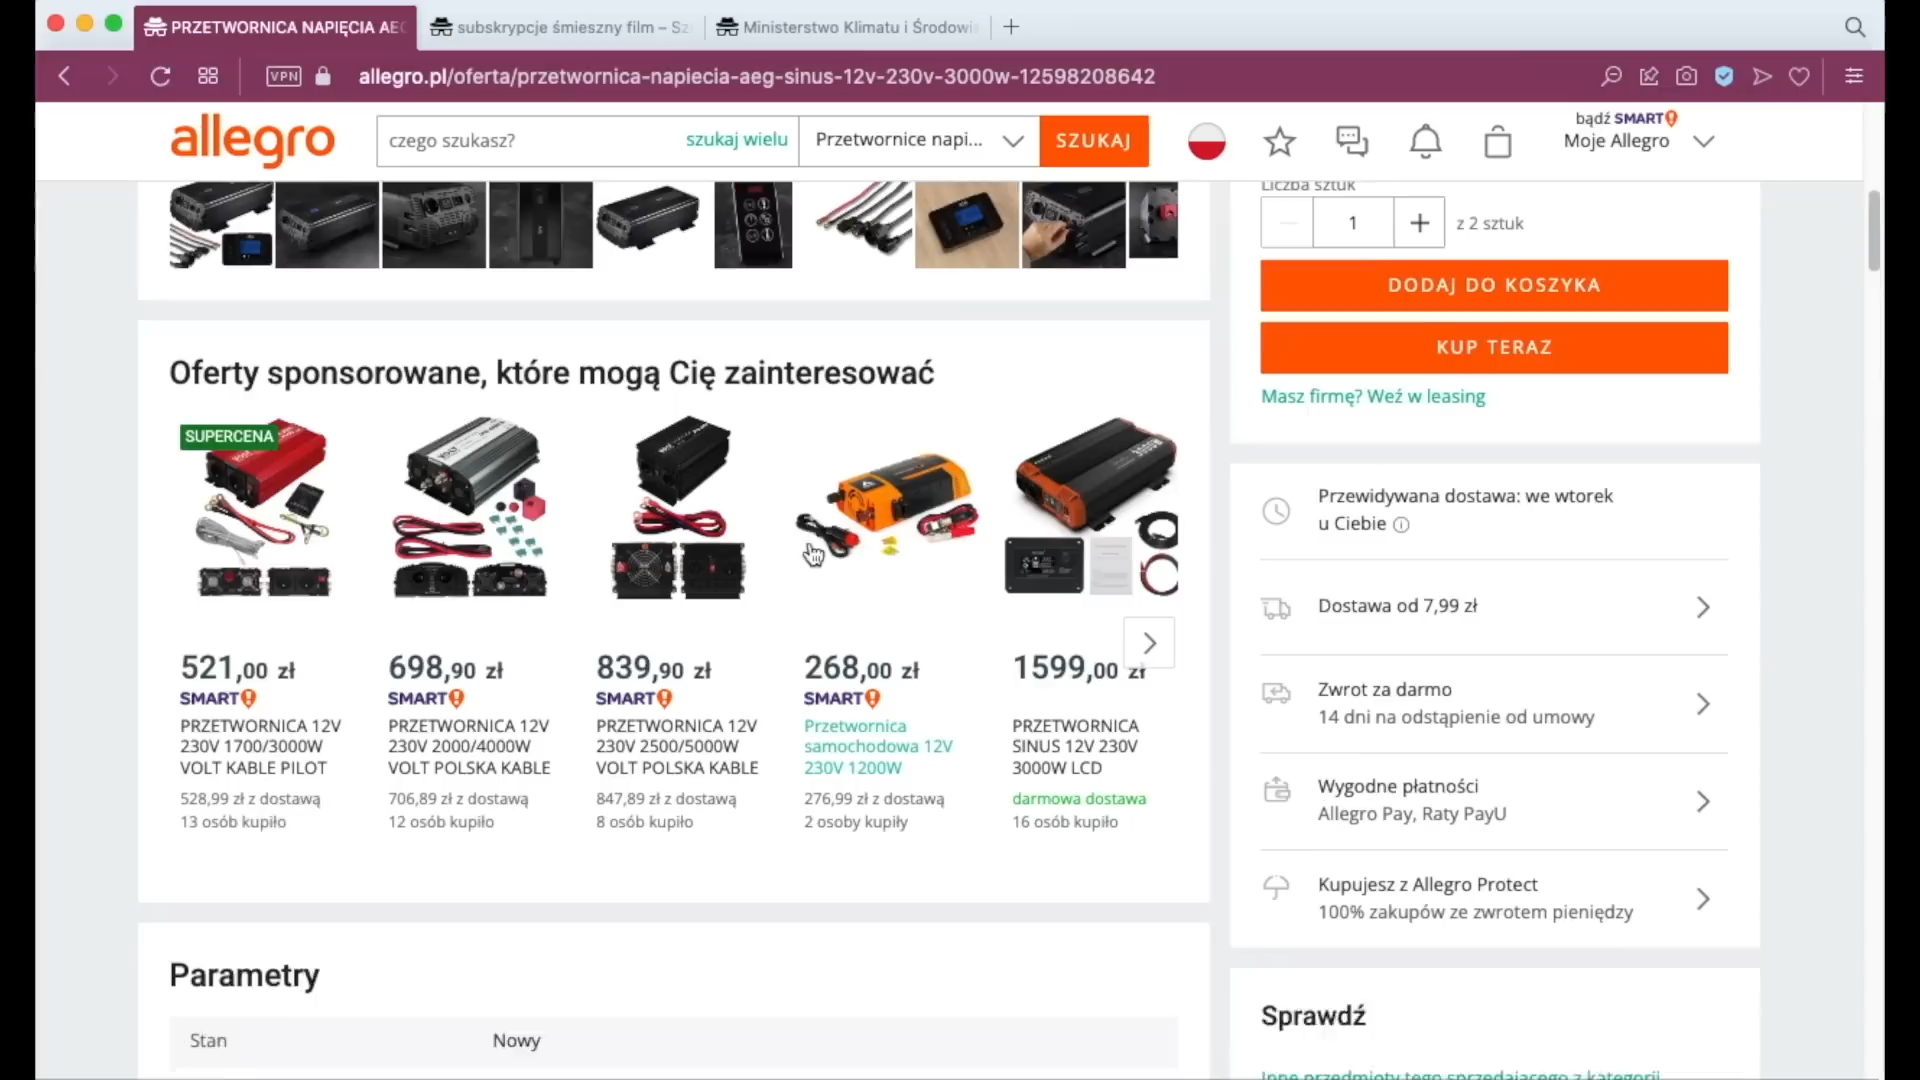 PRZETWORNICA NAPIĘCIA AEG
subskrypcje śmieszny film – Sz
Ministerstwo Klimatu i Środowi
VPN
allegro.pl/oferta/przetwornica-napiecia-aeg-sinus-12v-230v-3000w-12598208642
allegro
czego szukasz?
szukaj wielu
Przetwornice napi...
SZUKAJ
bądź SMART!
Moje Allegro
Liczba sztuk
1
z 2 sztuk
DODAJ DO KOSZYKA
KUP TERAZ
Masz firmę? Weź w leasing
Oferty sponsorowane, które mogą Cię zainteresować
SUPERCENA
521,00 zł
SMART!
PRZETWORNICA 12V
230V 1700/3000W
VOLT KABLE PILOT
528,99 zł z dostawą
13 osób kupiło
698,90 zł
SMART!
PRZETWORNICA 12V
230V 2000/4000W
VOLT POLSKA KABLE
706,89 zł z dostawą
12 osób kupiło
839,90 zł
SMART!
PRZETWORNICA 12V
230V 2500/5000W
VOLT POLSKA KABLE
847,89 zł z dostawą
8 osób kupiło
268,00 zł
SMART!
Przetwornica
samochodowa 12V
230V 1200W
276,99 zł z dostawą
2 osoby kupiły
1599,00 zł
PRZETWORNICA
SINUS 12V 230V
3000W LCD
darmowa dostawa
16 osób kupiło
Przewidywana dostawa: we wtorek
u Ciebie
Dostawa od 7,99 zł
Zwrot za darmo
14 dni na odstąpienie od umowy
Wygodne płatności
Allegro Pay, Raty PayU
Kupujesz z Allegro Protect
100% zakupów ze zwrotem pieniędzy
Parametry
Stan
Nowy
Sprawdź
Inne przedmioty tego sprzedającego z kategorii